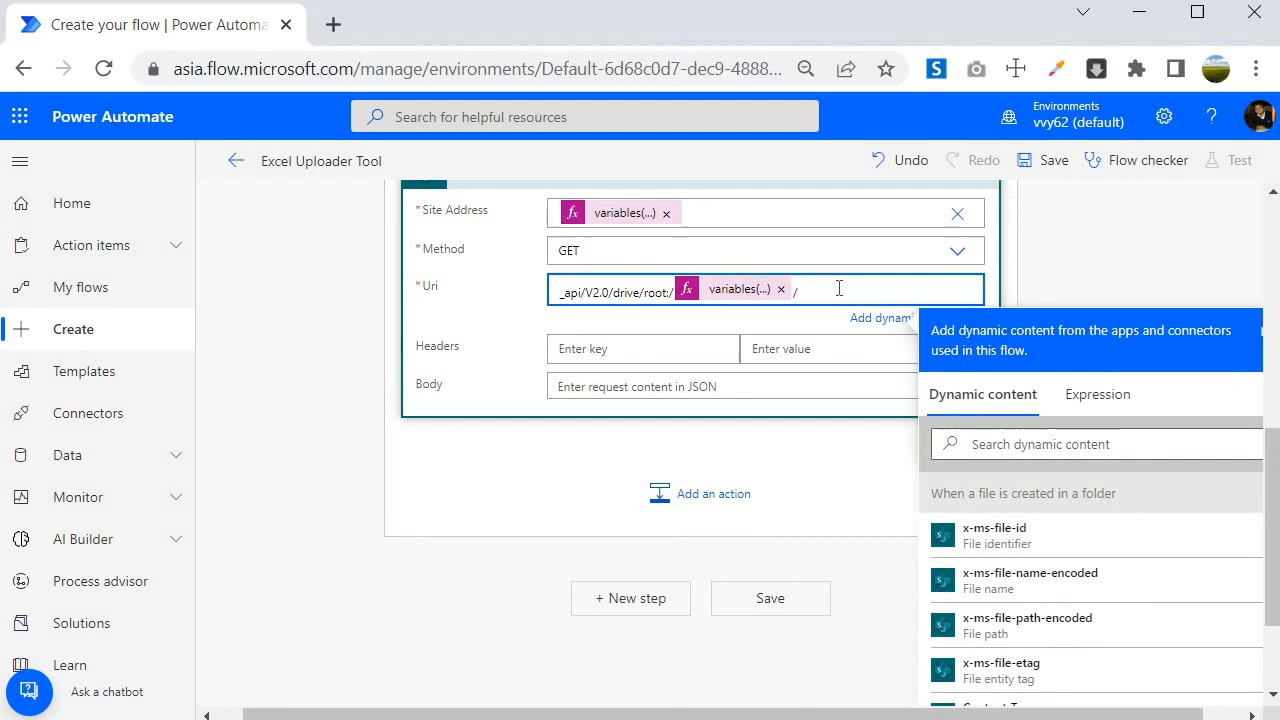 Create your flow | Power Automa
asia.flow.microsoft.com/manage/environments/Default-6d68c0d7-dec9-4888...
S
Power Automate
Search for helpful resources
Environments
vvy62 (default)
?
Excel Uploader Tool
Undo
Redo
Save
Flow checker
Test
Home
Action items
My flows
Create
Templates
Connectors
Data
Monitor
AI Builder
Process advisor
Solutions
Learn
Ask a chatbot
* Site Address
fx variables(...) ×
* Method
GET
* Uri
_api/V2.0/drive/root:/ fx variables(...) × /
Add dynami
Headers
Enter key
Enter value
Body
Enter request content in JSON
Add an action
+ New step
Save
Add dynamic content from the apps and connectors
used in this flow.
Dynamic content
Expression
Search dynamic content
When a file is created in a folder
x-ms-file-id
File identifier
x-ms-file-name-encoded
File name
x-ms-file-path-encoded
File path
x-ms-file-etag
File entity tag